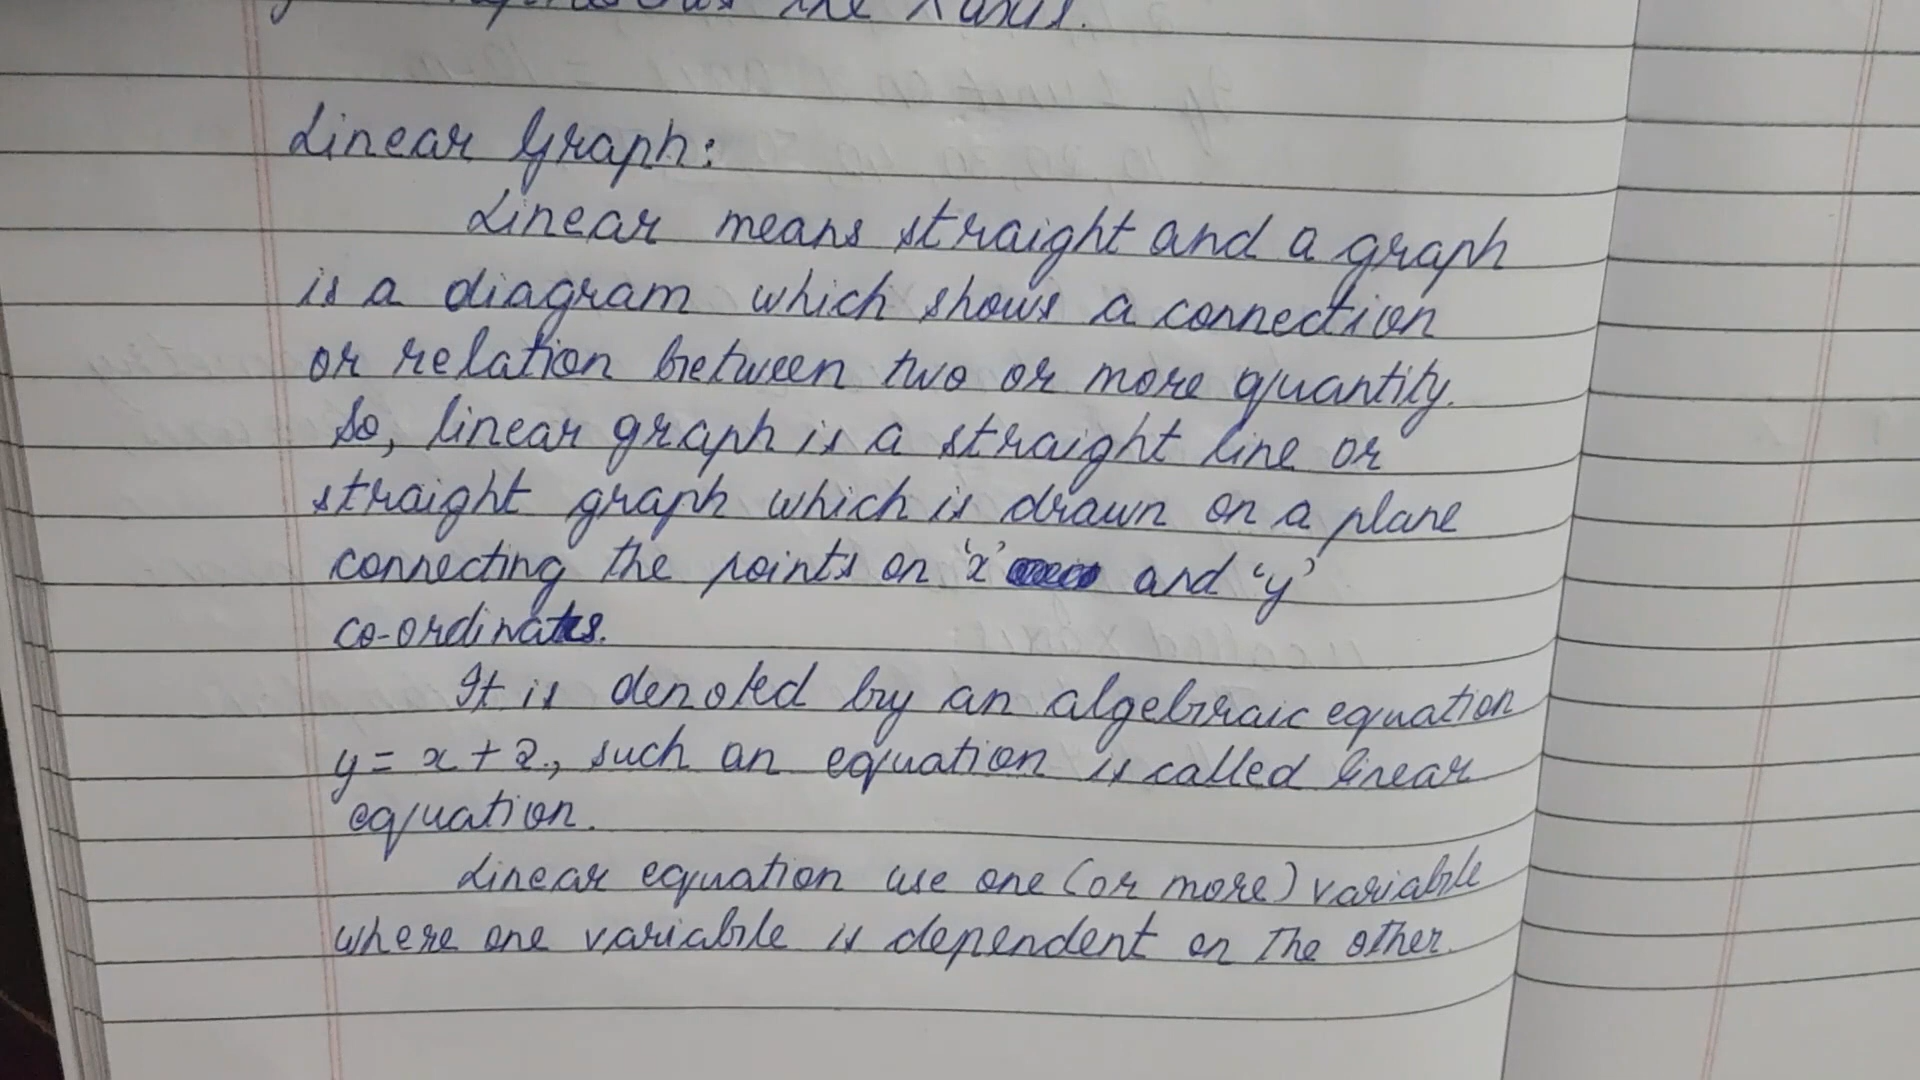 the X axis.
Linear Graph:
Linear means straight and a graph
is a diagram which shows a connection
or relation between two or more quantity.
So, linear graph is a straight line or
straight graph which is drawn on a plane
connecting the points on 'x' and 'y'
co-ordinates.
It is denoted by an algebraic equation
y = x + 2, such an equation is called linear
equation.
Linear equation use one (or more) variable
where one variable is dependent on the other.